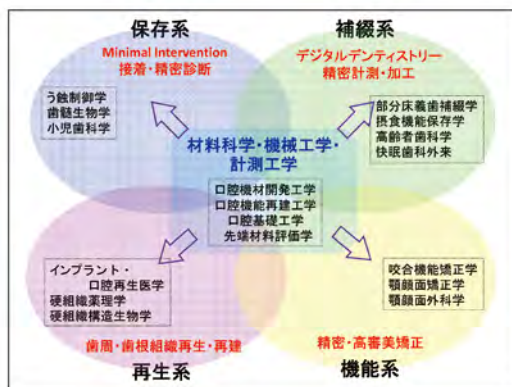 保存系
Minimal Intervention
接着・精密診断
う蝕制御学
歯髄生物学
小児歯科学
補綴系
デジタルデンティストリー
精密計測・加工
部分床義歯補綴学
摂食機能保存学
高齢者歯科学
快眠歯科外来
材料科学・機械工学・
計測工学
口腔機材開発工学
口腔機能再建工学
口腔基礎工学
先端材料評価学
インプラント・
口腔再生医学
硬組織薬理学
硬組織構造生物学
歯周・歯根組織再生・再建
再生系
咬合機能矯正学
顎顔面矯正学
顎顔面外科学
精密・高審美矯正
機能系